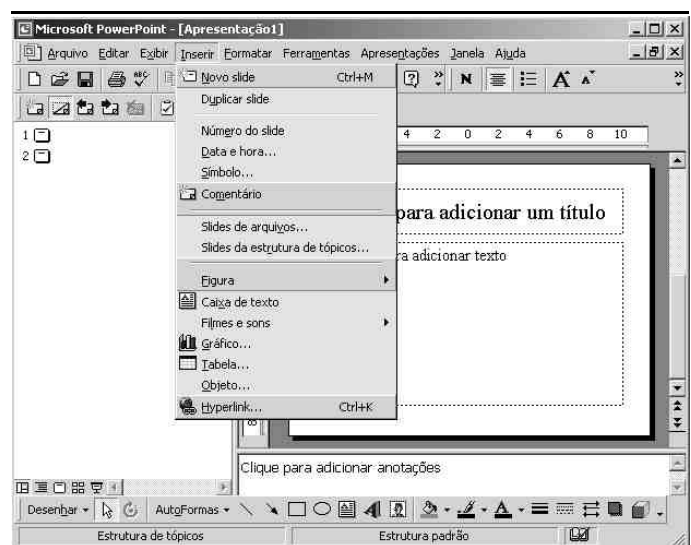 Microsoft PowerPoint - [Apresentação1]
Arquivo Editar Exibir Inserir Formatar Ferramentas Apresentações Janela Ajuda
Novo slide Ctrl+M
N
Duplicar slide
Número do slide
Data e hora...
Símbolo...
Comentário
Slides de arquivos...
Slides da estrutura de tópicos...
Figura
Caixa de texto
Filmes e sons
Gráfico...
Tabela...
Objeto...
Hyperlink... Ctrl+K
1
2
4 2 0 2 4 6 8 10
para adicionar um título
ra adicionar texto
8
Clique para adicionar anotações
Desenhar AutoFormas
Estrutura de tópicos Estrutura padrão